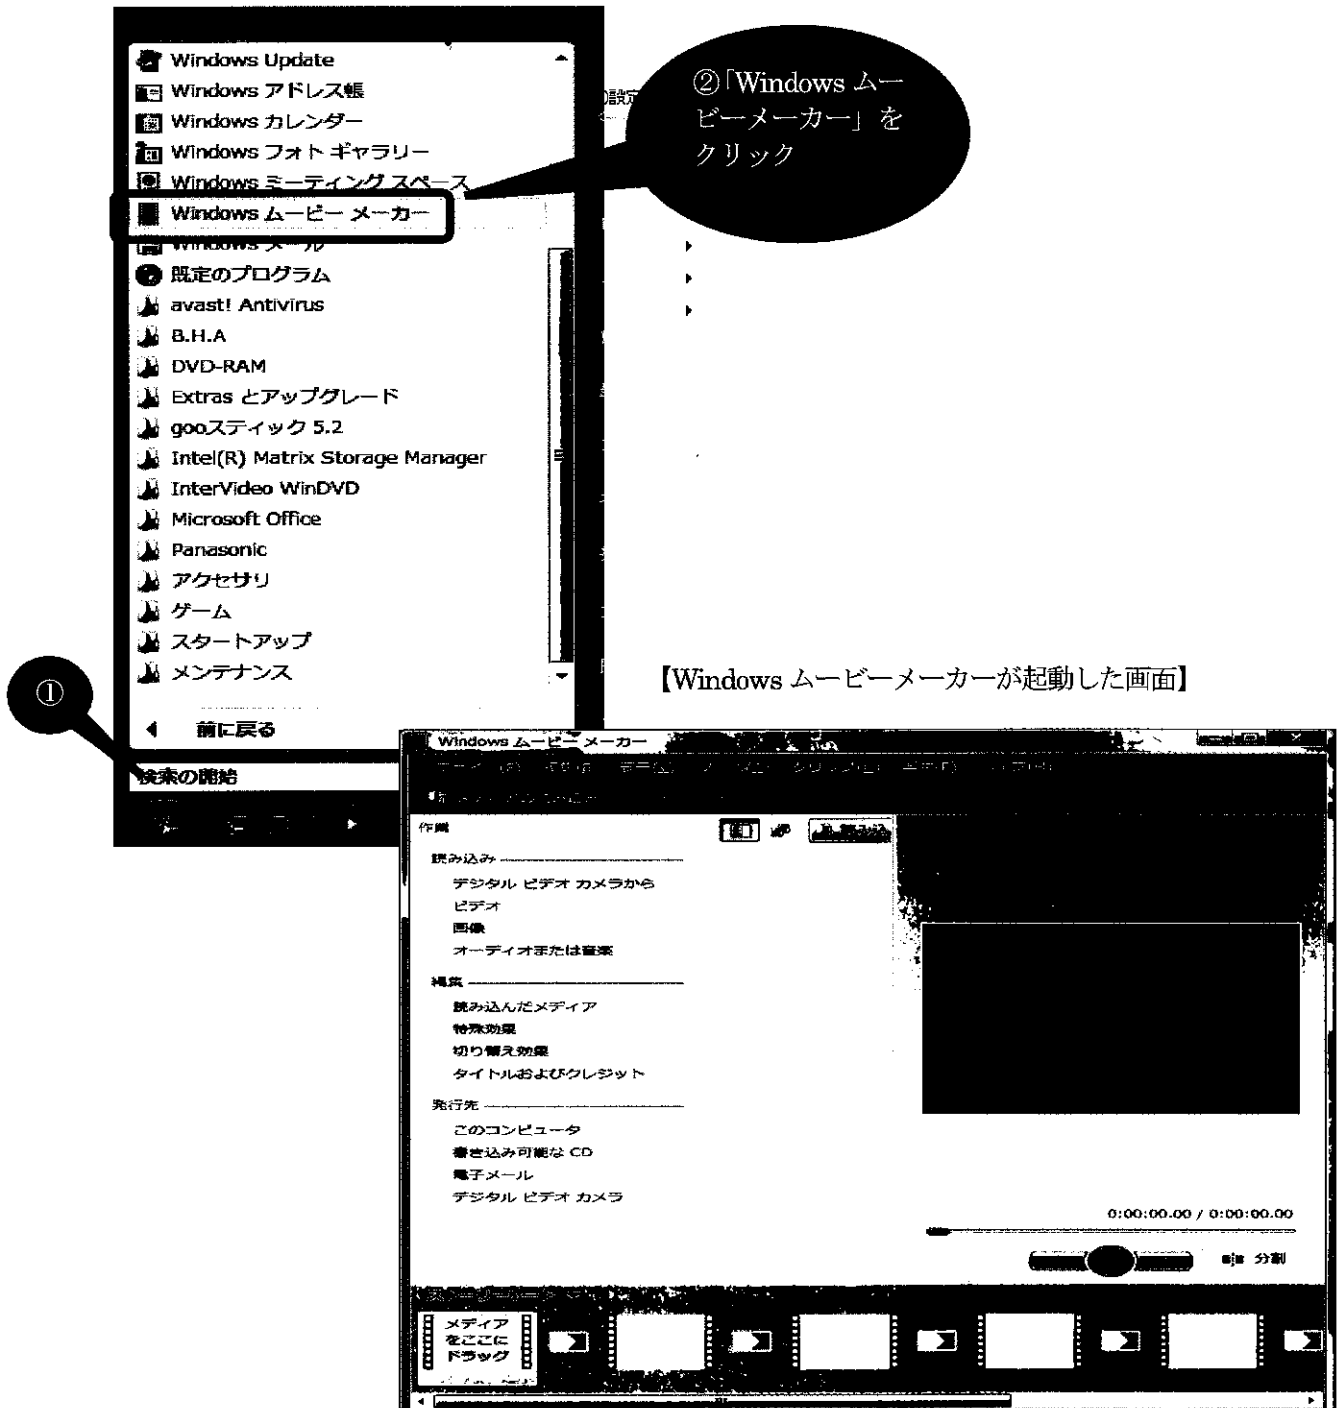 Windows Update
Windows アドレス帳
Windows カレンダー
Windows フォト ギャラリー
Windows ミーティング スペース
Windows ムービー メーカー
Windows メール
既定のプログラム
avast! Antivirus
B.H.A
DVD-RAM
Extras とアップグレード
gooスティック 5.2
Intel(R) Matrix Storage Manager
InterVideo WinDVD
Microsoft Office
Panasonic
アクセサリ
ゲーム
スタートアップ
メンテナンス
前に戻る
検索の開始
①
設定
②「Windows ムー
ビーメーカー」を
クリック
【Windows ムービーメーカーが起動した画面】
Windows ムービー メーカー
作業
読み込み
デジタル ビデオ カメラから
ビデオ
画像
オーディオまたは音楽
編集
読み込んだメディア
特殊効果
切り替え効果
タイトルおよびクレジット
発行先
このコンピュータ
書き込み可能な CD
電子メール
デジタル ビデオ カメラ
0:00:00.00 / 0:00:00.00
分割
メディア
をここに
ドラッグ